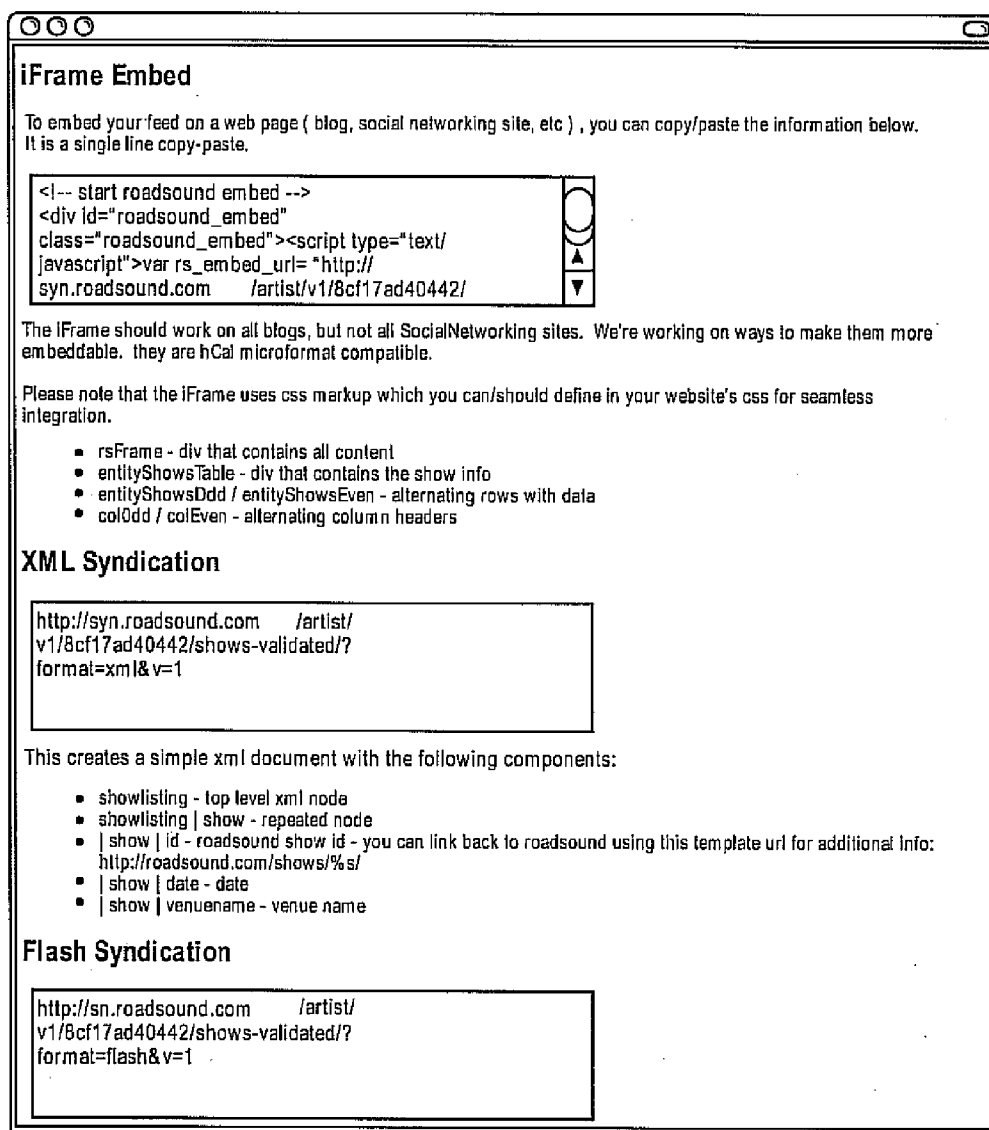 iFrame Embed
To embed your feed on a web page ( blog, social networking site, etc ) , you can copy/paste the information below.
It is a single line copy-paste.
<!-- start roadsound embed -->
<div id="roadsound_embed"
class="roadsound_embed"><script type="text/
javascript">var rs_embed_url= "http://
syn.roadsound.com /artist/v1/8cf17ad40442/
The iFrame should work on all blogs, but not all SocialNetworking sites. We're working on ways to make them more
embeddable. they are hCal microformat compatible.
Please note that the iFrame uses css markup which you can/should define in your website's css for seamless
integration.
• rsFrame - div that contains all content
• entityShowsTable - div that contains the show info
• entityShowsDdd / entityShowsEven - alternating rows with data
• colOdd / colEven - alternating column headers
XML Syndication
http://syn.roadsound.com /artist/
v1/8cf17ad40442/shows-validated/?
format=xml&v=1
This creates a simple xml document with the following components:
• showlisting - top level xml node
• showlisting | show - repeated node
• | show | id - roadsound show id - you can link back to roadsound using this template url for additional info:
http://roadsound.com/shows/%s/
• | show | date - date
• | show | venuename - venue name
Flash Syndication
http://sn.roadsound.com /artist/
v1/8cf17ad40442/shows-validated/?
format=flash&v=1